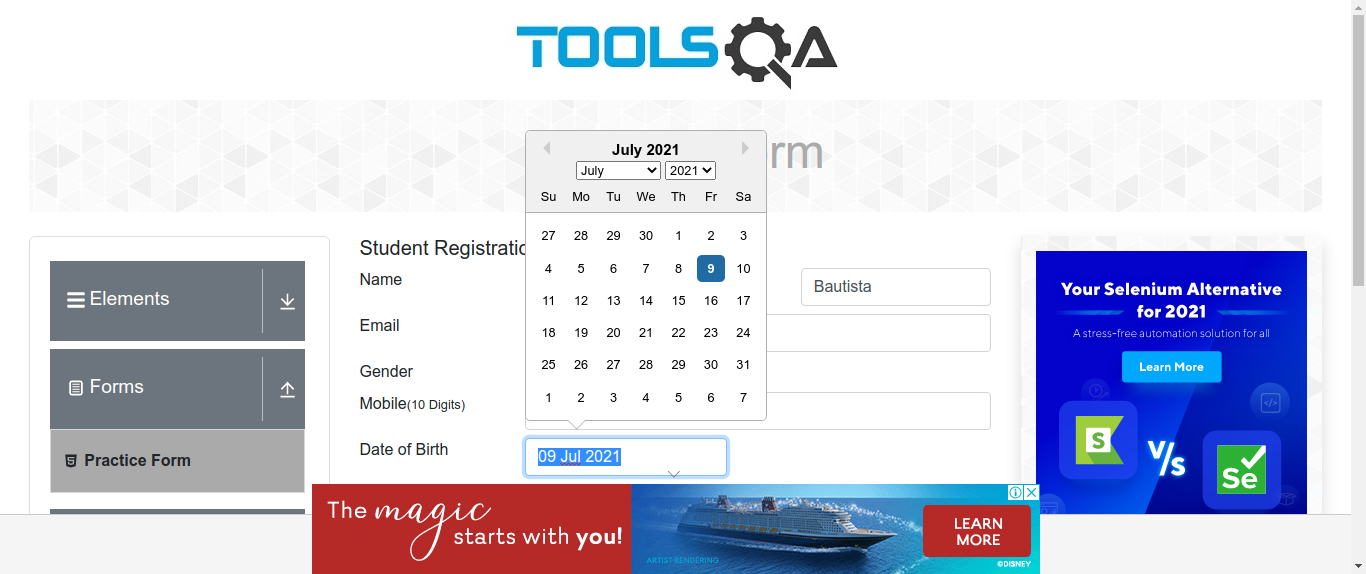 TOOLSQA
rm
July 2021
July 2021
Su Mo Tu We Th Fr Sa
27 28 29 30 1 2 3
4 5 6 7 8 9 10
11 12 13 14 15 16 17
18 19 20 21 22 23 24
25 26 27 28 29 30 31
1 2 3 4 5 6 7
Elements
Forms
Practice Form
Student Registratio
Name
Bautista
Email
Gender
Mobile(10 Digits)
Date of Birth
09 Jul 2021
Your Selenium Alternative
for 2021
A stress-free automation solution for all
Learn More
S
V/s
Se
The magic
starts with you!
ARTIST RENDERING
LEARN
MORE
©DISNEY